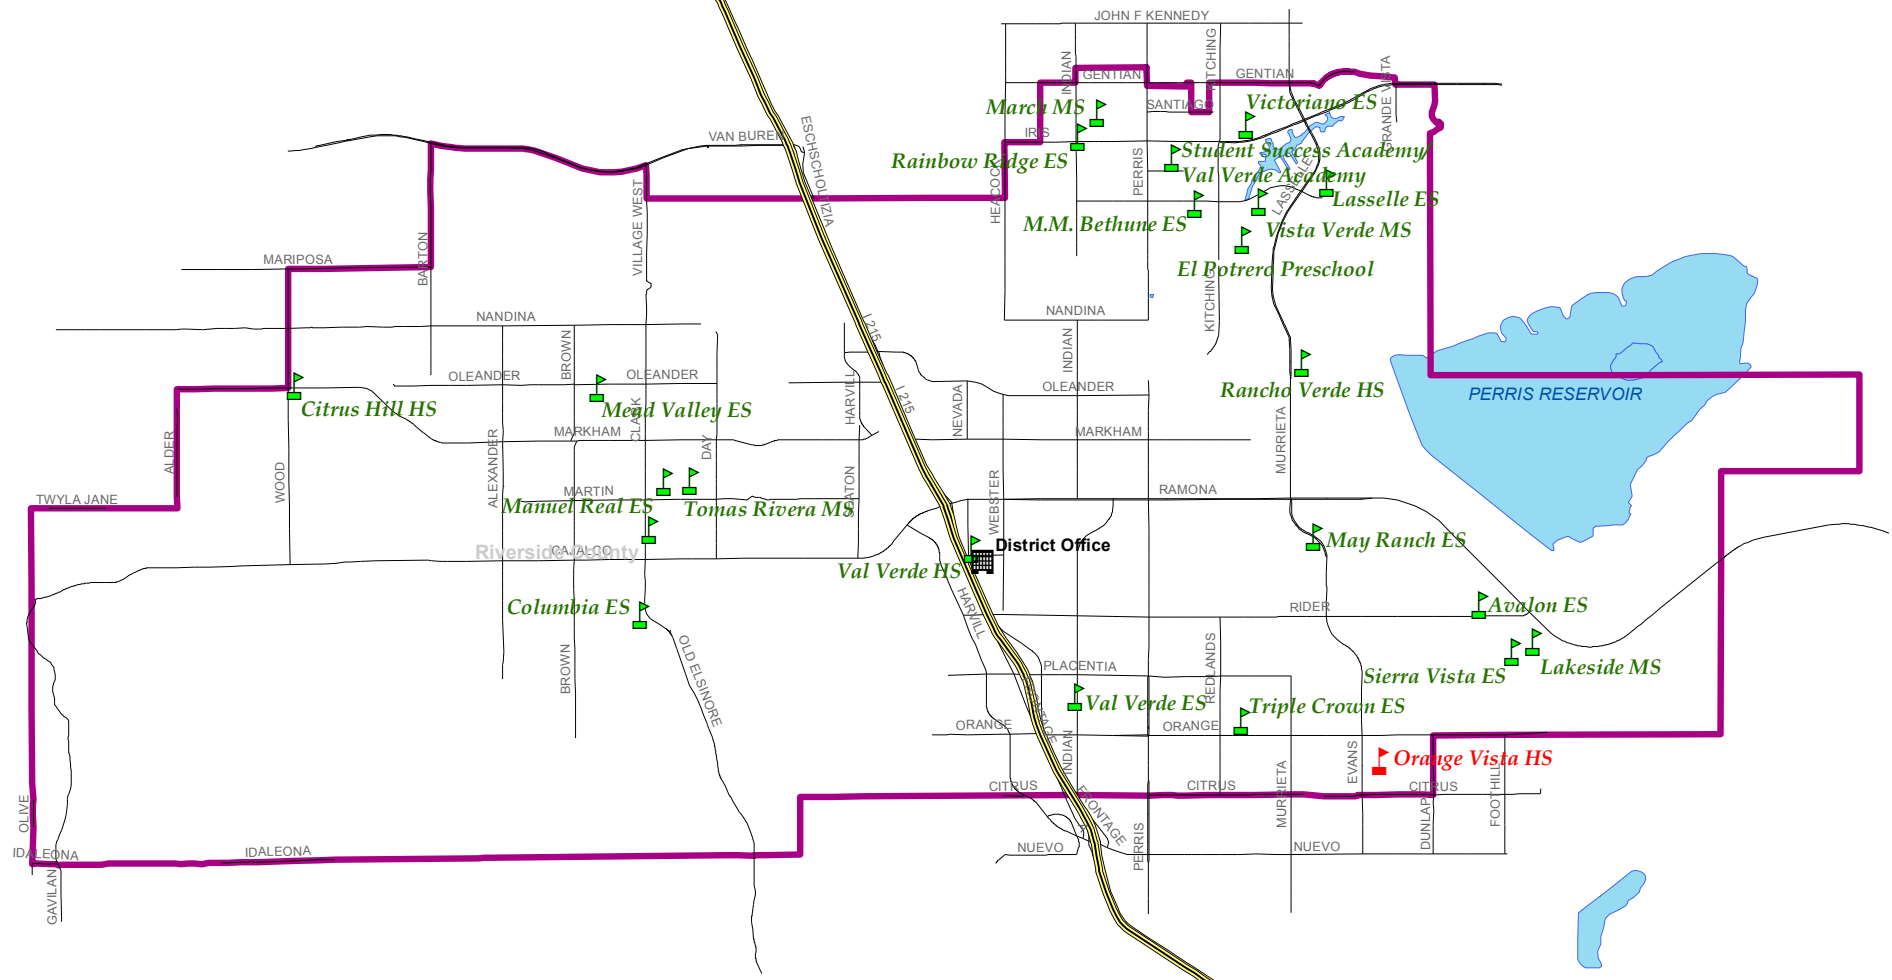 JOHN F KENNEDY
INDIAN
KITCHING
GENTIAN
GENTIAN
GRANDE VISTA
March MS
SANTIAGO
Victoriano ES
VAN BUREN
ESCHSCHOLTZIA
IRIS
Rainbow Ridge ES
PERRIS
Student Success Academy/
Val Verde Academy
HEACOCK
LASSELLE
Lasselle ES
M.M. Bethune ES
Vista Verde MS
VILLAGE WEST
BARTON
MARIPOSA
El Potrero Preschool
KITCHING
NANDINA
NANDINA
I 215
INDIAN
BROWN
OLEANDER
OLEANDER
I 215
HARVILL
NEVADA
OLEANDER
Rancho Verde HS
PERRIS RESERVOIR
Citrus Hill HS
Mead Valley ES
CLARK
MARKHAM
DAY
MARKHAM
MURRIETA
ALDER
WOOD
ALEXANDER
MARTIN
SEATON
WEBSTER
RAMONA
TWYLA JANE
Manuel Real ES
Tomas Rivera MS
Riverside County
CAJALCO
District Office
May Ranch ES
Val Verde HS
Columbia ES
HARVILL
RIDER
Avalon ES
OLD ELSINORE
BROWN
PLACENTIA
REDLANDS
Sierra Vista ES
Lakeside MS
FRONTAGE
Val Verde ES
Triple Crown ES
ORANGE
ORANGE
INDIAN
EVANS
Orange Vista HS
CITRUS
CITRUS
MURRIETA
CITRUS
FOOTHILL
DUNLAP
OLIVE
FRONTAGE
PERRIS
IDALEONA
IDALEONA
NUEVO
NUEVO
GAVILAN